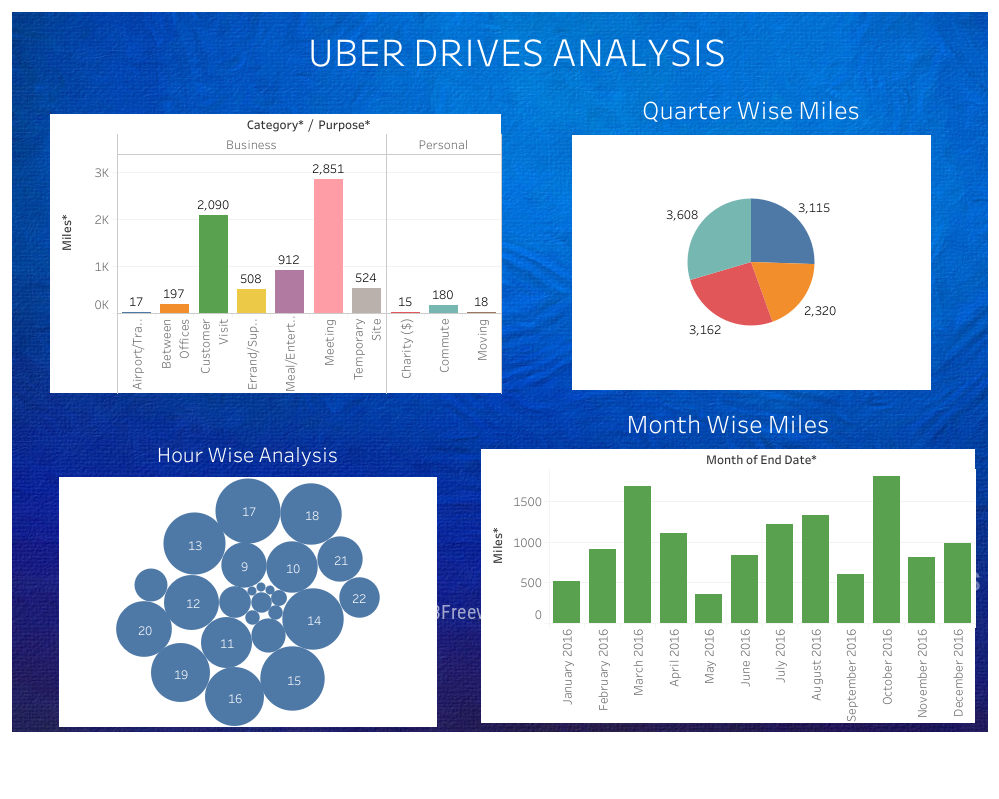 UBER DRIVES ANALYSIS
Category* / Purpose*
Business
Personal
Miles*
3K
2K
1K
0K
17
197
2,090
508
912
2,851
524
15
180
18
Airport/Tra..
Between
Offices
Customer
Visit
Errand/Sup..
Meal/Entert..
Meeting
Temporary
Site
Charity ($)
Commute
Moving
Quarter Wise Miles
3,608
3,115
2,320
3,162
Hour Wise Analysis
17
18
13
9
10
21
12
22
20
11
14
19
15
16
Month Wise Miles
Month of End Date*
Miles*
1500
1000
500
0
January 2016
February 2016
March 2016
April 2016
May 2016
June 2016
July 2016
August 2016
September 2016
October 2016
November 2016
December 2016